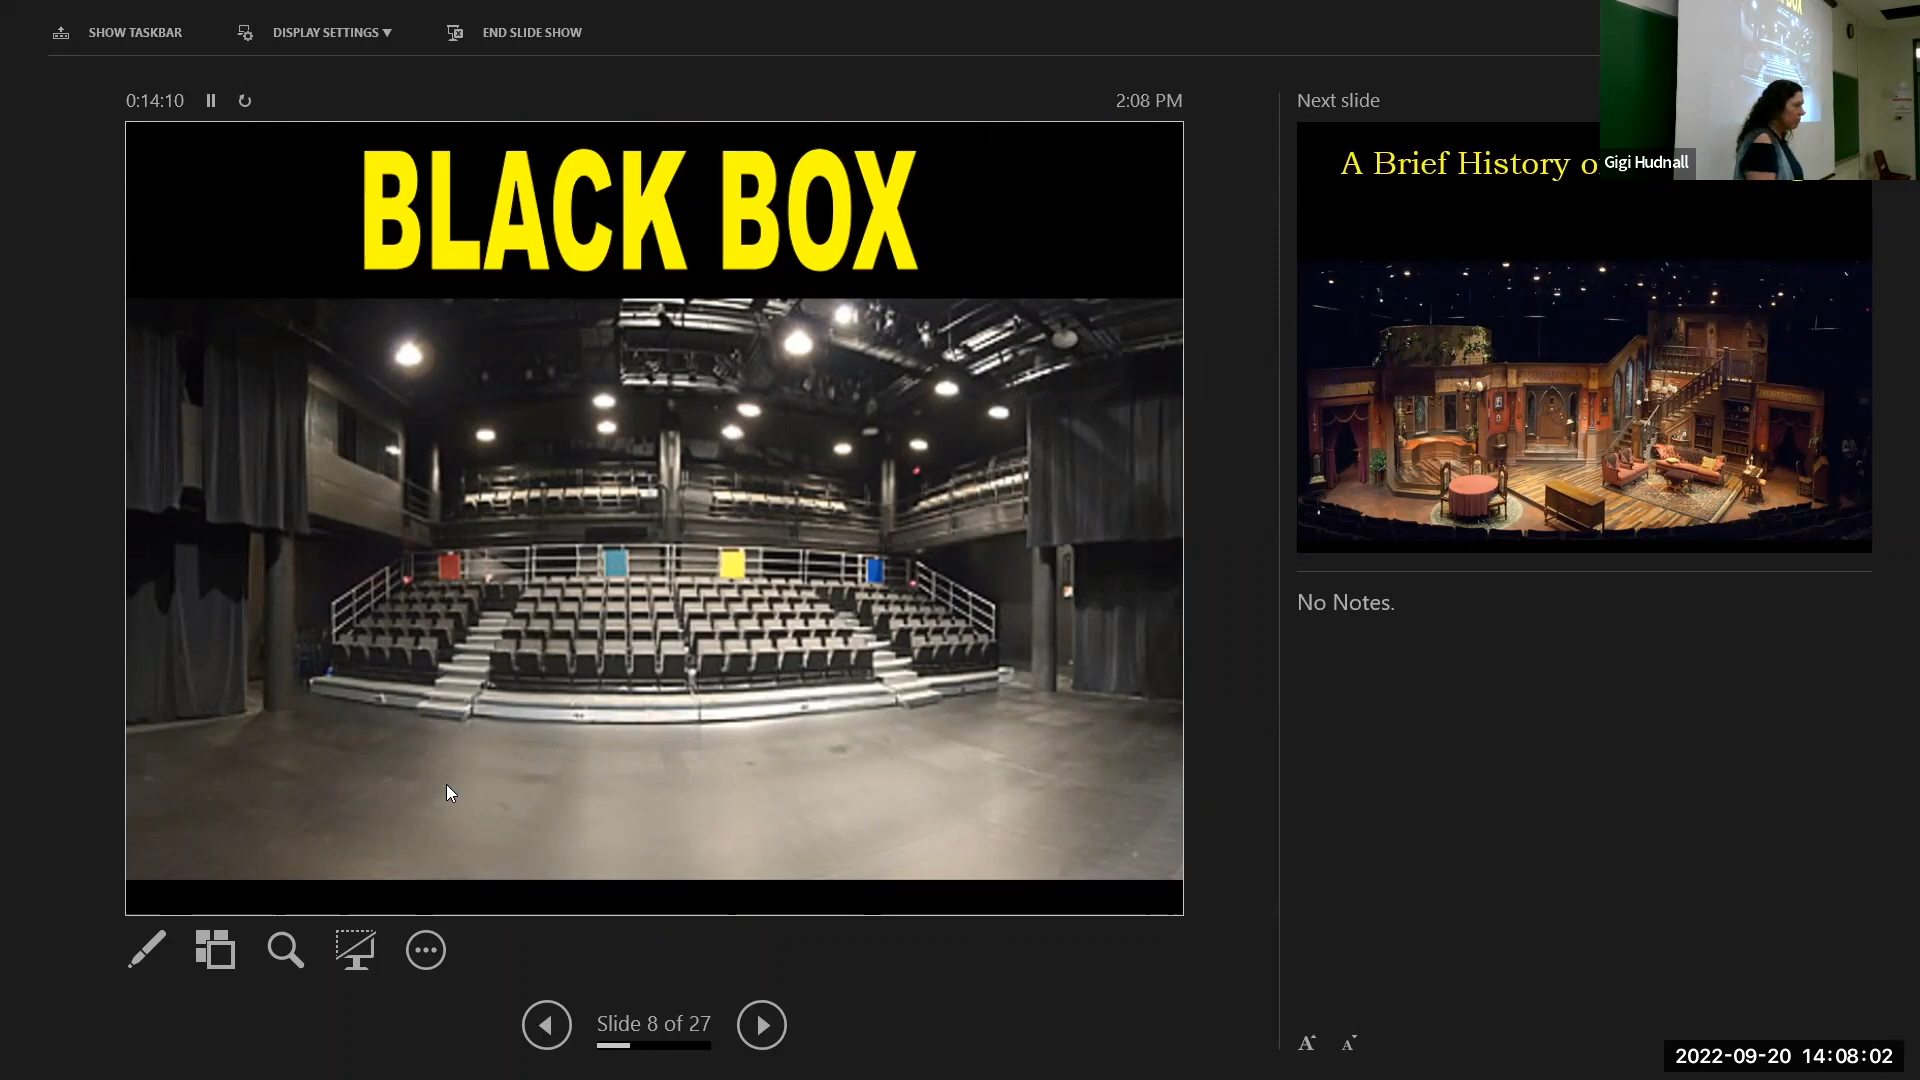 SHOW TASKBAR
DISPLAY SETTINGS ▼
END SLIDE SHOW
0:14:10
2:08 PM
Next slide
BLACK BOX
A Brief History
Gigi Hudnall
No Notes.
Slide 8 of 27
A A
2022-09-20 14:08:02